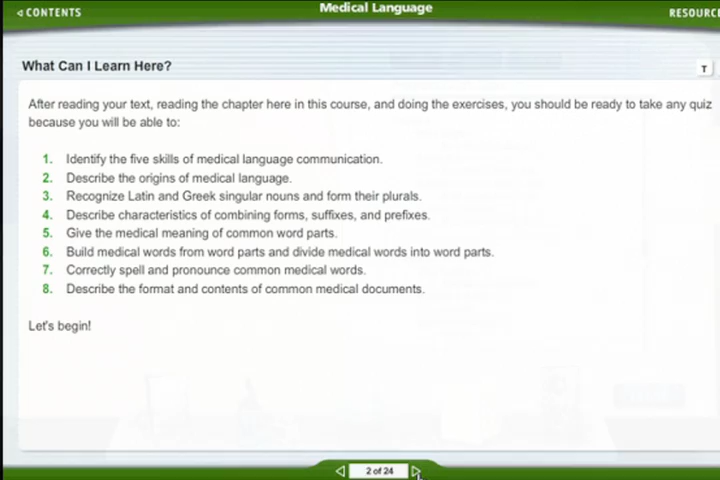 CONTENTS
Medical Language
What Can I Learn Here?
T
After reading your text, reading the chapter here in this course, and doing the exercises, you should be ready to take any quiz
because you will be able to:
1. Identify the five skills of medical language communication.
2. Describe the origins of medical language.
3. Recognize Latin and Greek singular nouns and form their plurals.
4. Describe characteristics of combining forms, suffixes, and prefixes.
5. Give the medical meaning of common word parts.
6. Build medical words from word parts and divide medical words into word parts.
7. Correctly spell and pronounce common medical words.
8. Describe the format and contents of common medical documents.
Let's begin!
2 of 24